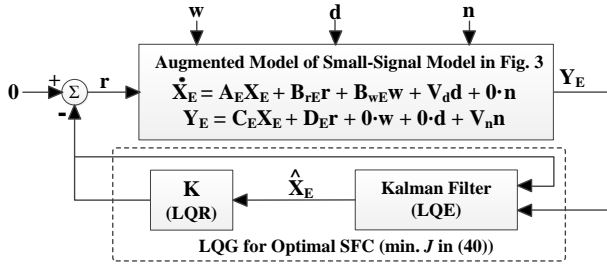 w d n
Augmented Model of Small-Signal Model in Fig. 3
Ẋ_E = A_E X_E + B_rE r + B_wE w + V_d d + 0·n
Y_E = C_E X_E + D_E r + 0·w + 0·d + V_n n
Y_E
0 + Σ r
-
K
(LQR)
X̂_E
Kalman Filter
(LQE)
LQG for Optimal SFC (min. J in (40))